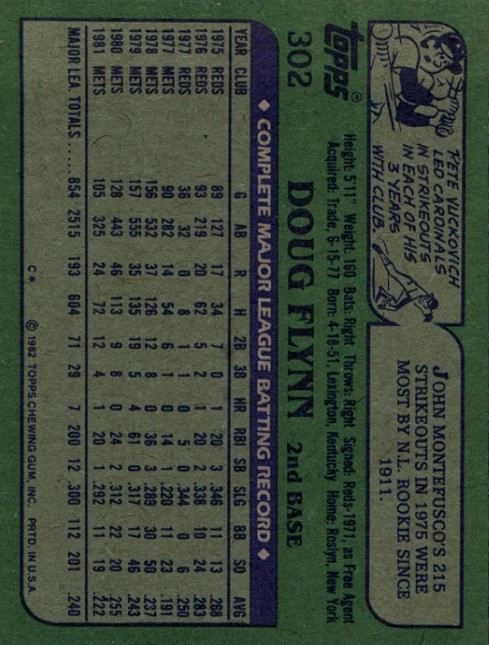 topps
302
DOUG FLYNN 2nd BASE
Height: 5'11" Weight: 160 Bats: Right Throws: Right Signed: Reds-1971, as Free Agent
Acquired: Trade, 6-15-77 Born: 4-18-51, Lexington, Kentucky Home: Roslyn, New York
PETE VUCKOVICH
LED CARDINALS
IN STRIKEOUTS
IN EACH OF HIS
3 YEARS
WITH CLUB.
JOHN MONTEFUSCO'S 215
STRIKEOUTS IN 1975 WERE
MOST BY N.L. ROOKIE SINCE
1911.
◆ COMPLETE MAJOR LEAGUE BATTING RECORD ◆
YEAR CLUB G AB R H 2B 3B HR RBI SB SLG BB SO AVG
1975 REDS 89 127 17 34 7 0 1 20 3 .346 11 13 .268
1976 REDS 93 219 20 62 5 2 1 20 2 .338 10 24 .283
1977 REDS 36 32 0 8 1 1 0 5 0 .344 0 6 .250
1977 METS 90 282 14 54 6 1 0 14 1 .220 11 23 .191
1978 METS 156 532 37 126 12 8 0 36 3 .289 30 50 .237
1979 METS 157 555 35 135 19 5 4 61 0 .317 17 46 .243
1980 METS 128 443 46 113 9 8 0 24 2 .312 22 20 .255
1981 METS 105 325 24 72 12 4 1 20 1 .292 11 19 .222
MAJOR LEA. TOTALS ..... 854 2515 193 604 71 29 7 200 12 .300 112 201 .240
C* © 1982 TOPPS CHEWING GUM, INC. PRTD IN U.S.A.